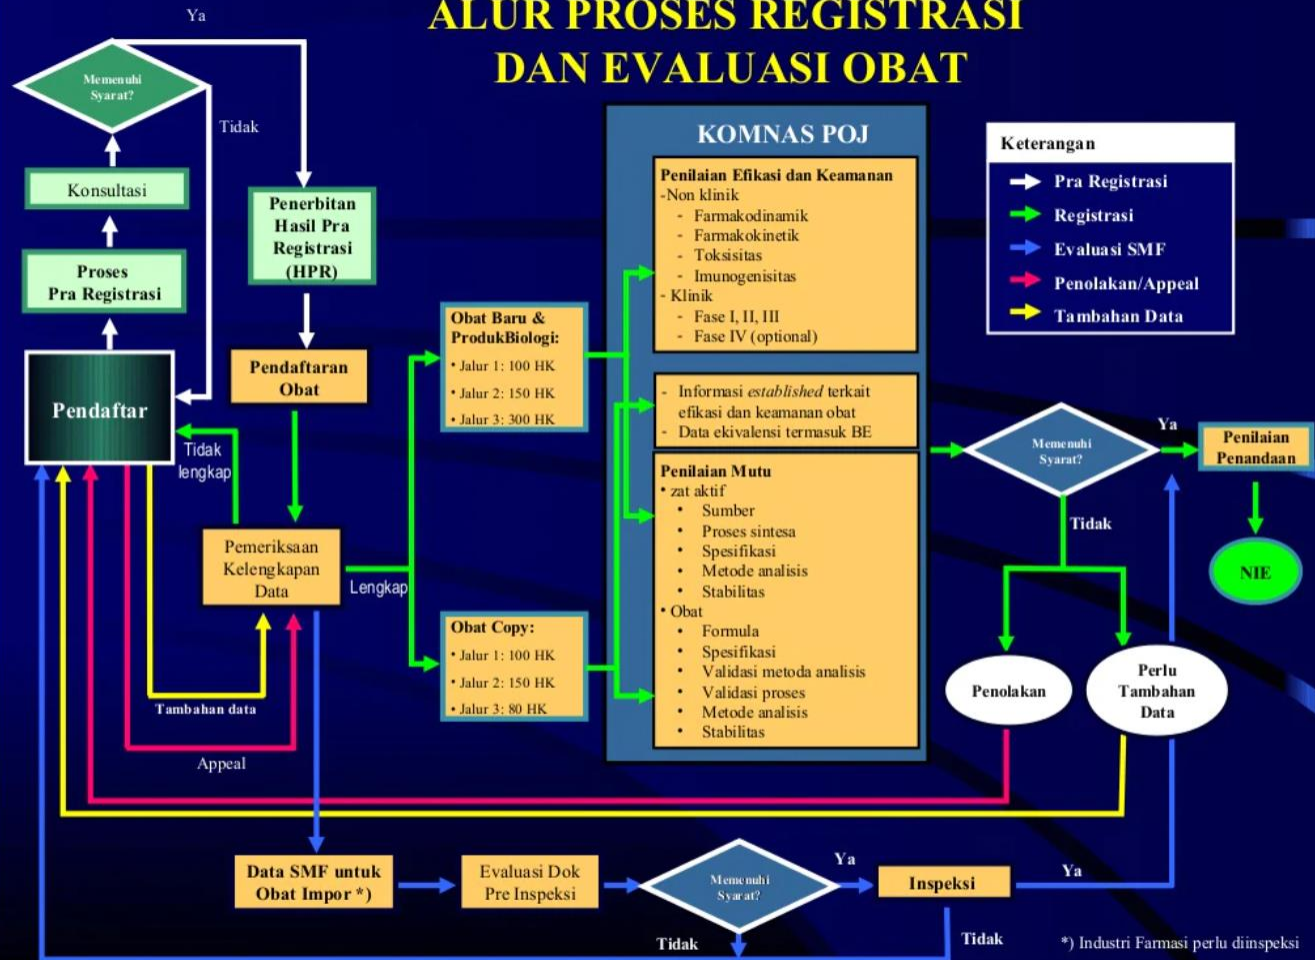 ALUR PROSES REGISTRASI
DAN EVALUASI OBAT
Ya
Memenuhi
Syarat?
Tidak
Konsultasi
Proses
Pra Registrasi
Pendaftar
Penerbitan
Hasil Pra
Registrasi
(HPR)
Pendaftaran
Obat
Tidak
lengkap
Pemeriksaan
Kelengkapan
Data
Lengkap
Tambahan data
Appeal
Obat Baru &
ProdukBiologi:
• Jalur 1: 100 HK
• Jalur 2: 150 HK
• Jalur 3: 300 HK
Obat Copy:
• Jalur 1: 100 HK
• Jalur 2: 150 HK
• Jalur 3: 80 HK
KOMNAS POJ
Penilaian Efikasi dan Keamanan
-Non klinik
- Farmakodinamik
- Farmakokinetik
- Toksisitas
- Imunogenisitas
- Klinik
- Fase I, II, III
- Fase IV (optional)
- Informasi established terkait
efikasi dan keamanan obat
- Data ekivalensi termasuk BE
Penilaian Mutu
• zat aktif
• Sumber
• Proses sintesa
• Spesifikasi
• Metode analisis
• Stabilitas
• Obat
• Formula
• Spesifikasi
• Validasi metoda analisis
• Validasi proses
• Metode analisis
• Stabilitas
Keterangan
Pra Registrasi
Registrasi
Evaluasi SMF
Penolakan/Appeal
Tambahan Data
Memenuhi
Syarat?
Ya
Penilaian
Penandaan
NIE
Tidak
Penolakan
Perlu
Tambahan
Data
Data SMF untuk
Obat Impor *)
Evaluasi Dok
Pre Inspeksi
Memenuhi
Syarat?
Ya
Inspeksi
Ya
Tidak
Tidak
*) Industri Farmasi perlu diinspeksi